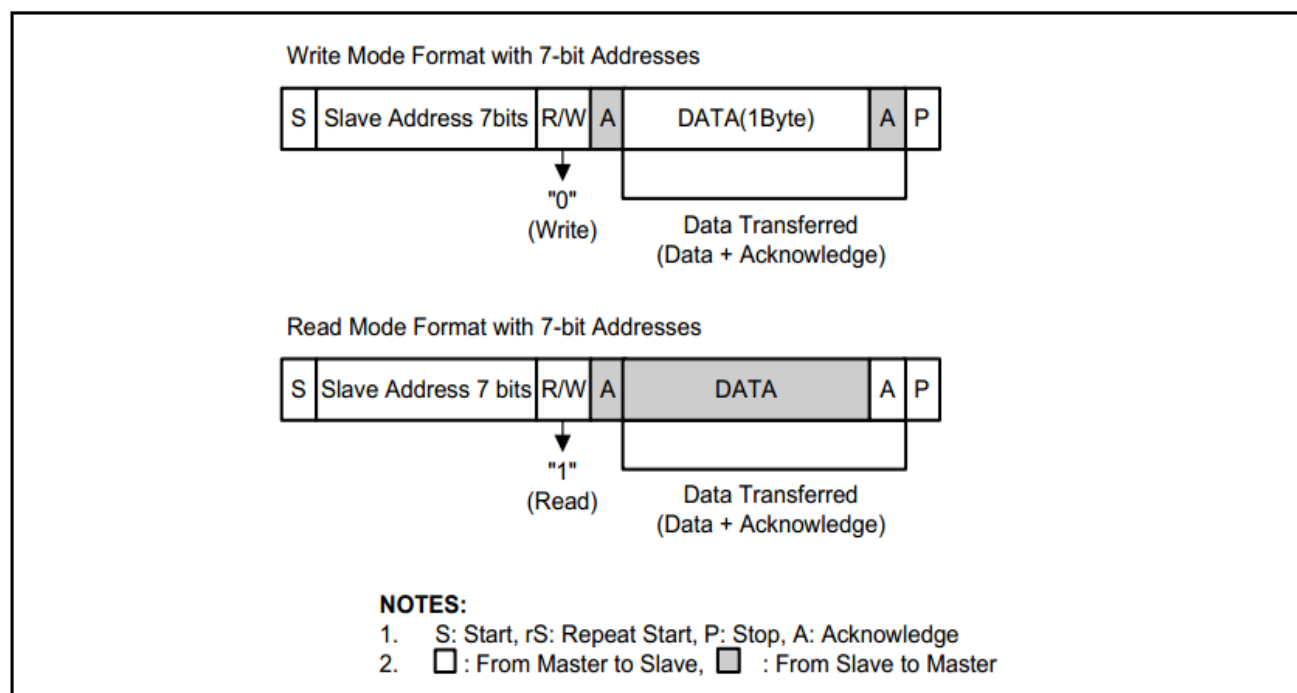 Write Mode Format with 7-bit Addresses
S Slave Address 7bits R/W A DATA(1Byte) A P
"0"
(Write)
Data Transferred
(Data + Acknowledge)
Read Mode Format with 7-bit Addresses
S Slave Address 7 bits R/W A DATA A P
"1"
(Read)
Data Transferred
(Data + Acknowledge)
NOTES:
1. S: Start, rS: Repeat Start, P: Stop, A: Acknowledge
2. : From Master to Slave, : From Slave to Master